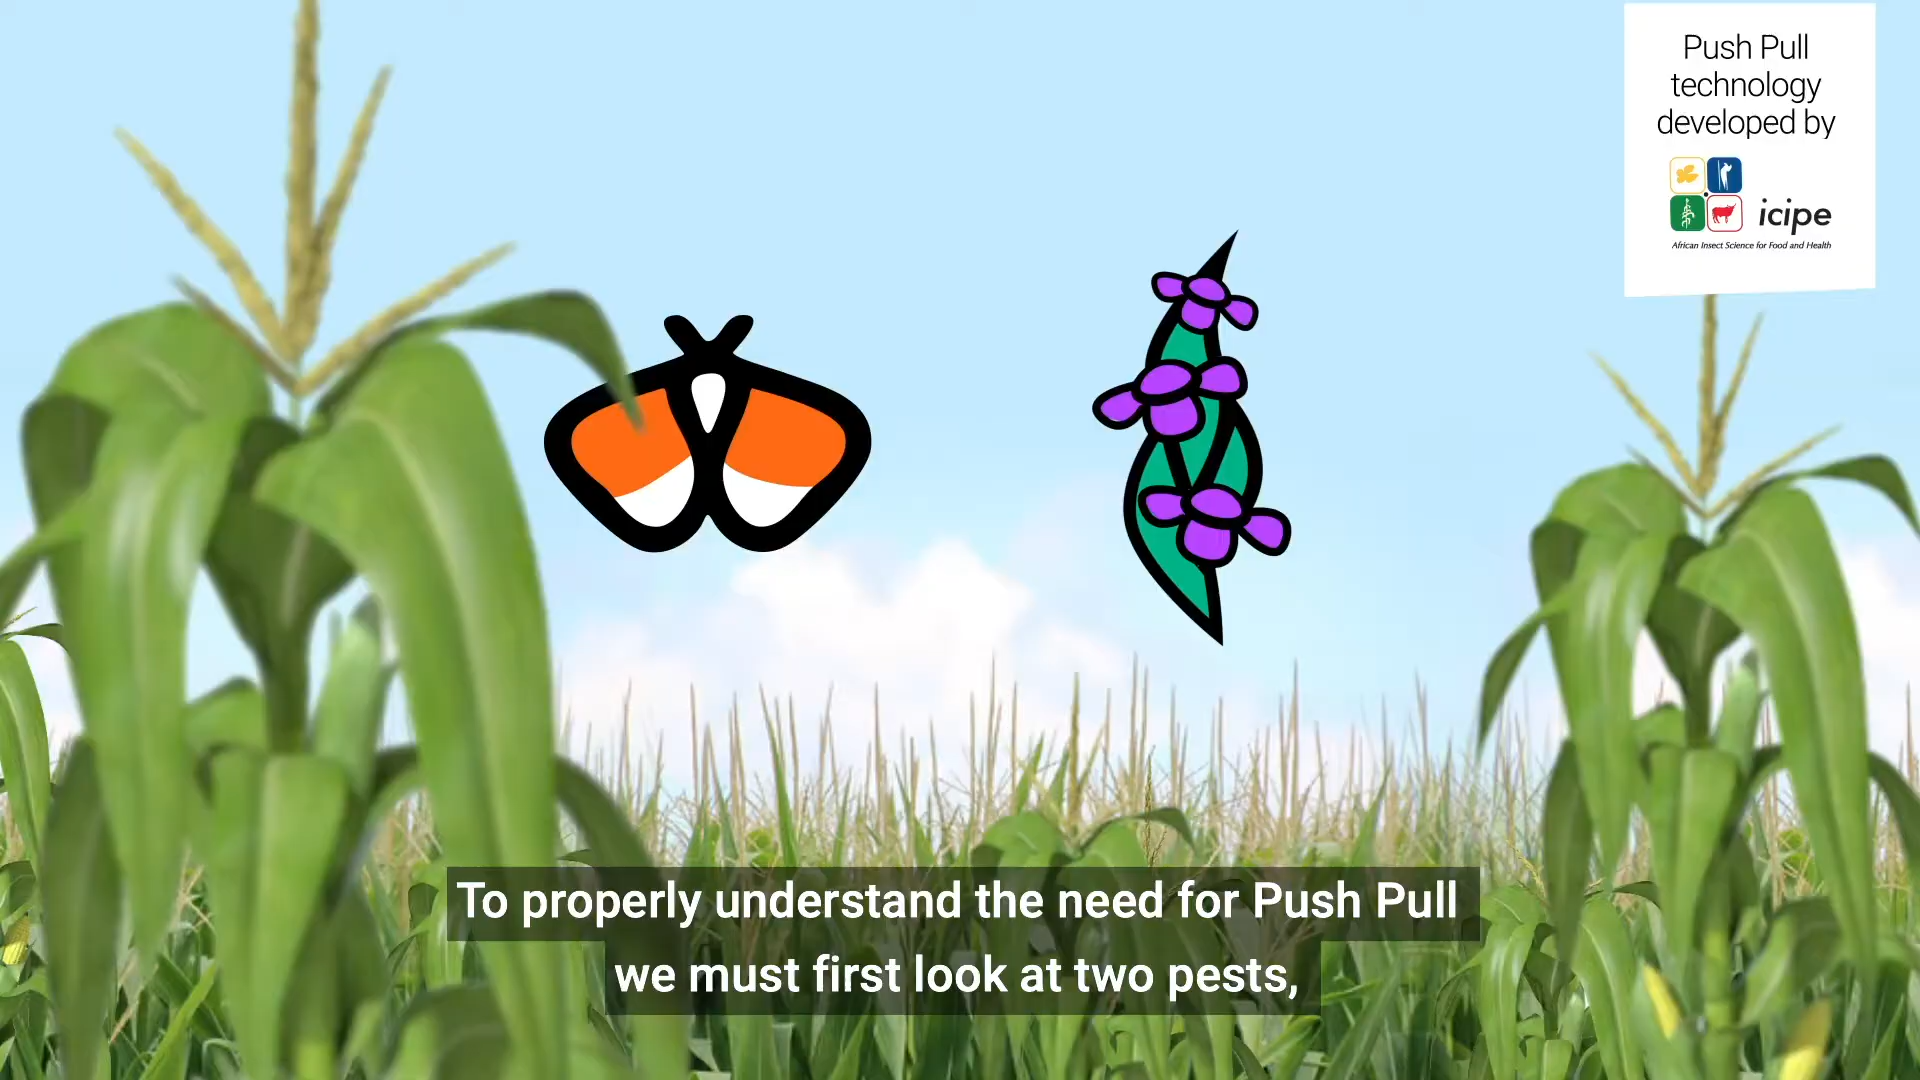 Push Pull
technology
developed by
icipe
African Insect Science for Food and Health
To properly understand the need for Push Pull
we must first look at two pests,